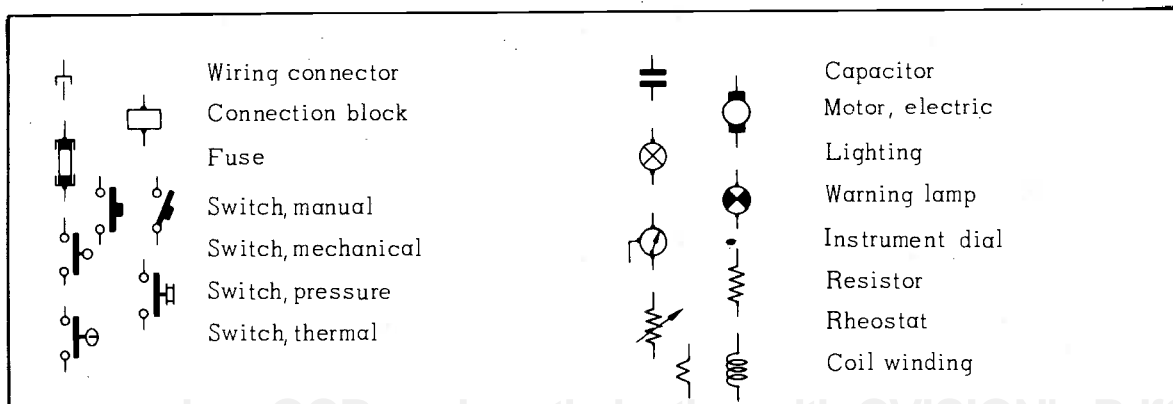 Wiring connector
Connection block
Fuse
Switch, manual
Switch, mechanical
Switch, pressure
Switch, thermal
Capacitor
Motor, electric
Lighting
Warning lamp
Instrument dial
Resistor
Rheostat
Coil winding